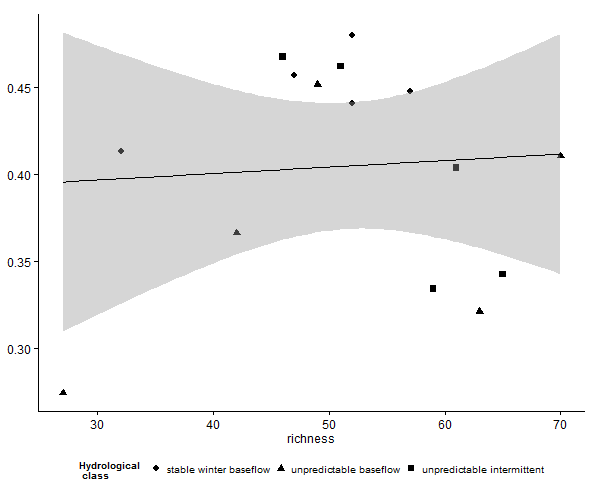 0.45
0.40
0.35
0.30
30 40 50 60 70
richness
Hydrological
class
stable winter baseflow unpredictable baseflow unpredictable intermittent